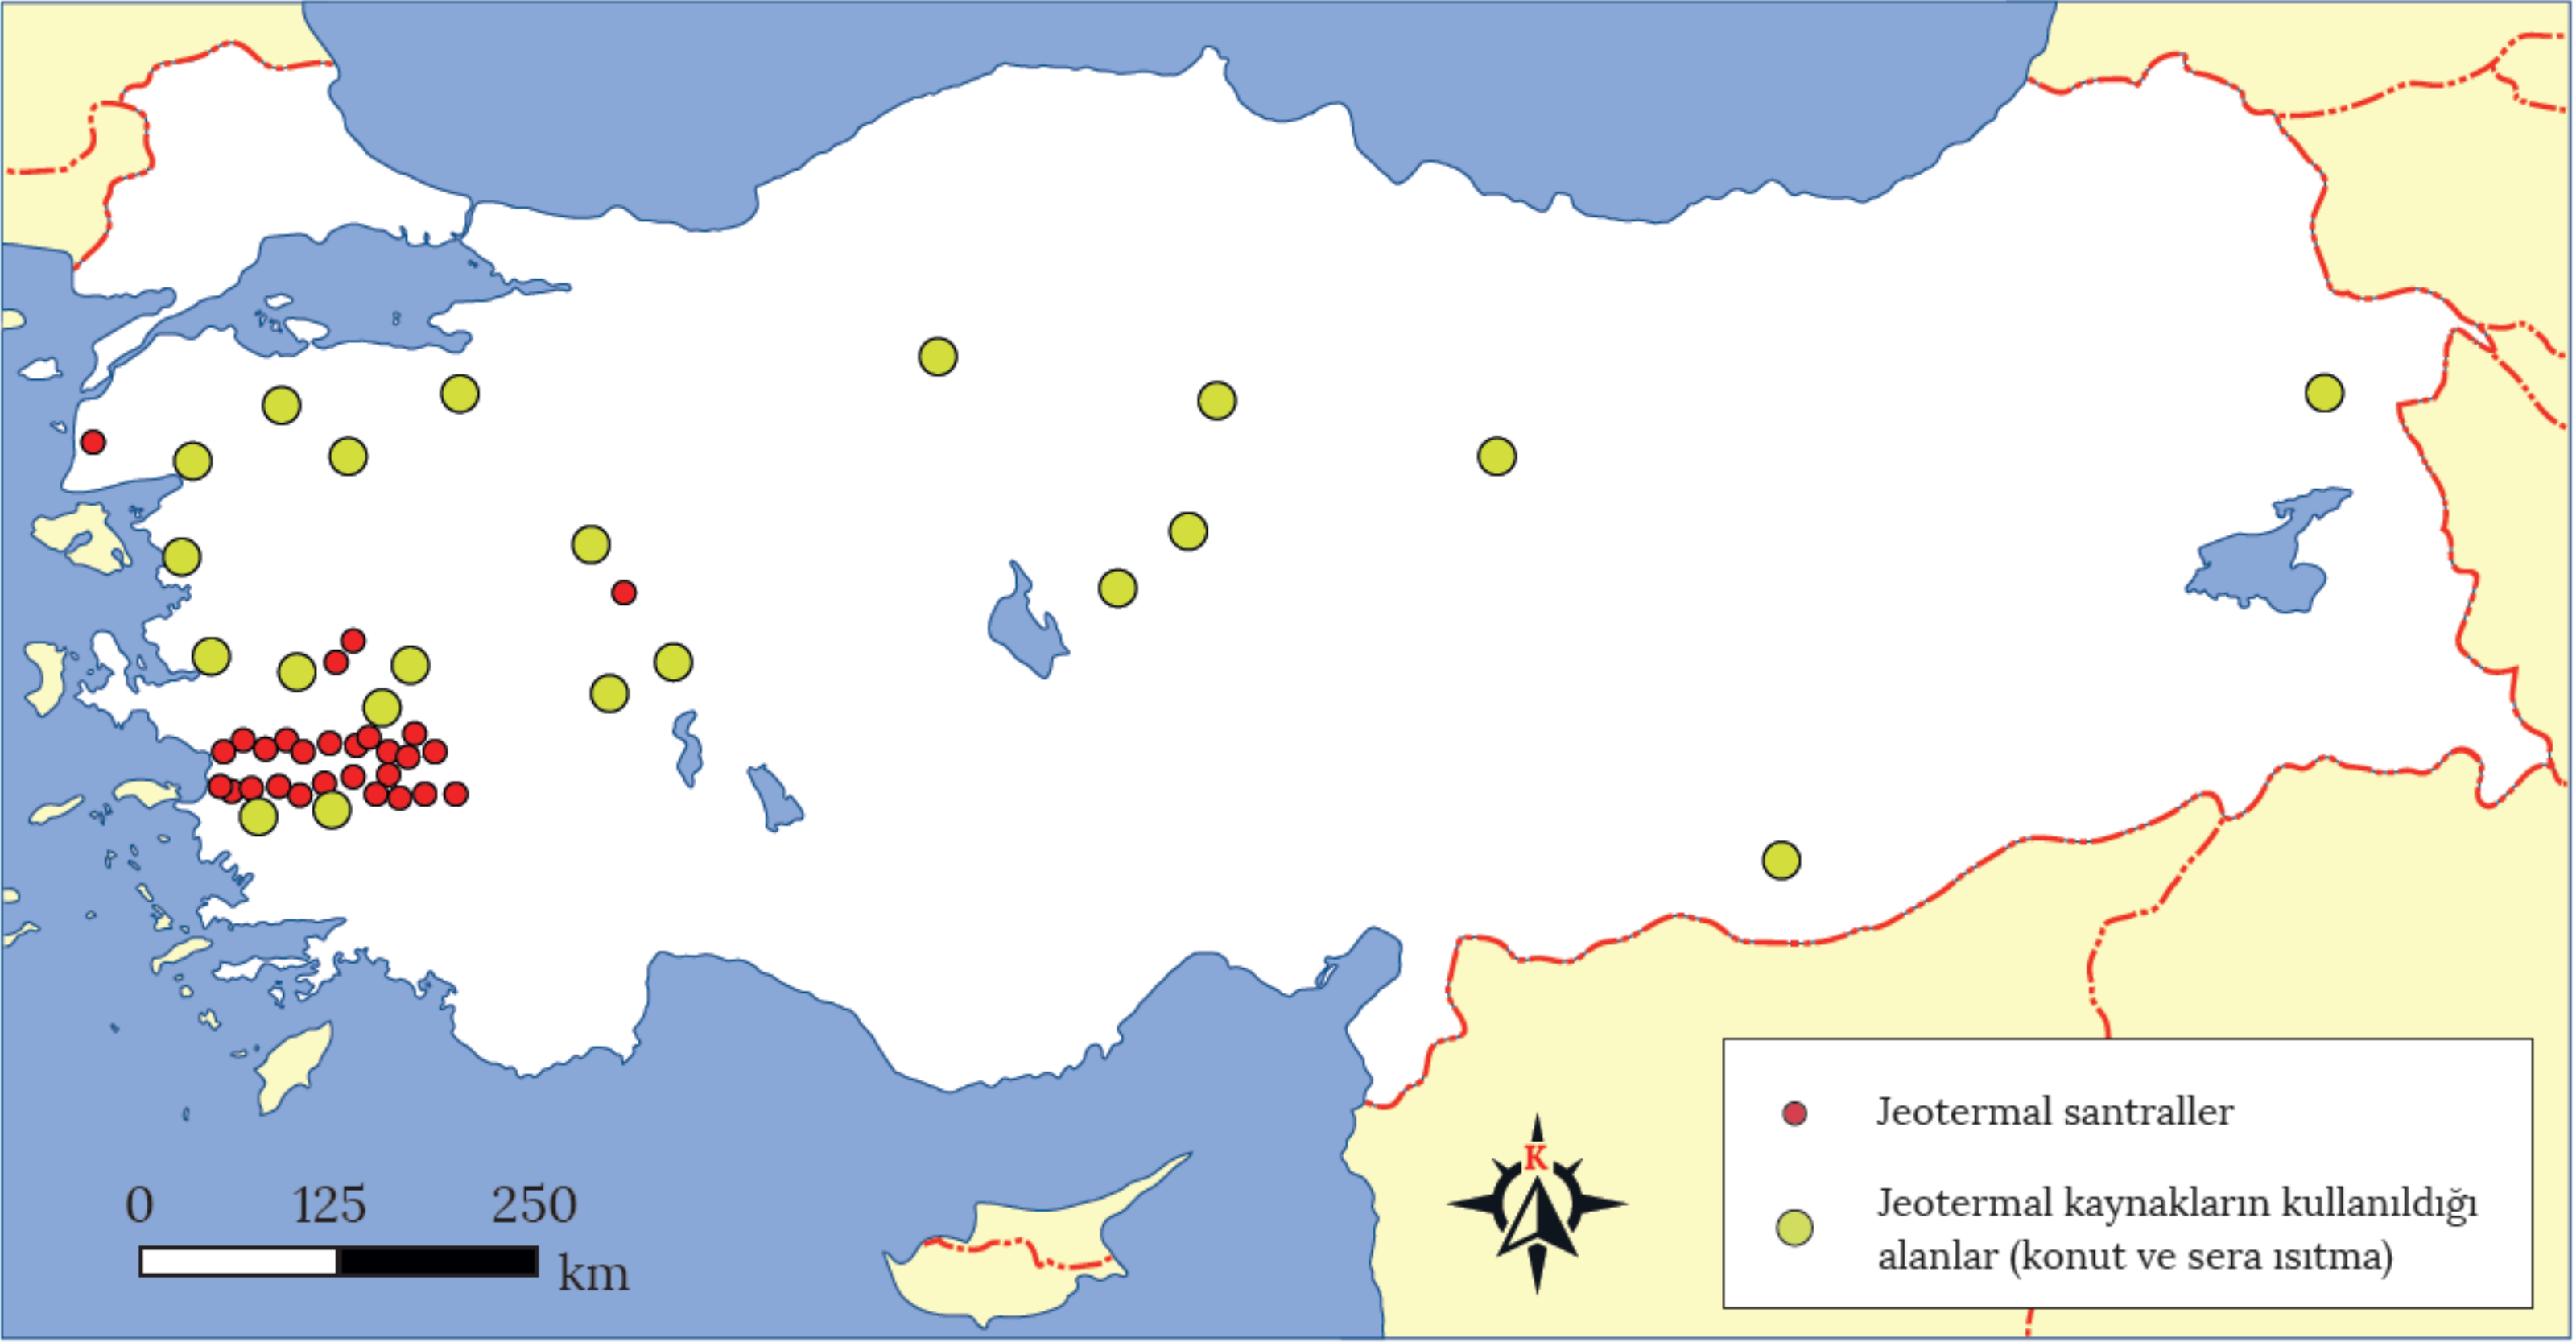 K
Jeotermal santraller
Jeotermal kaynakların kullanıldığı
alanlar (konut ve sera ısıtma)
0 125 250
km